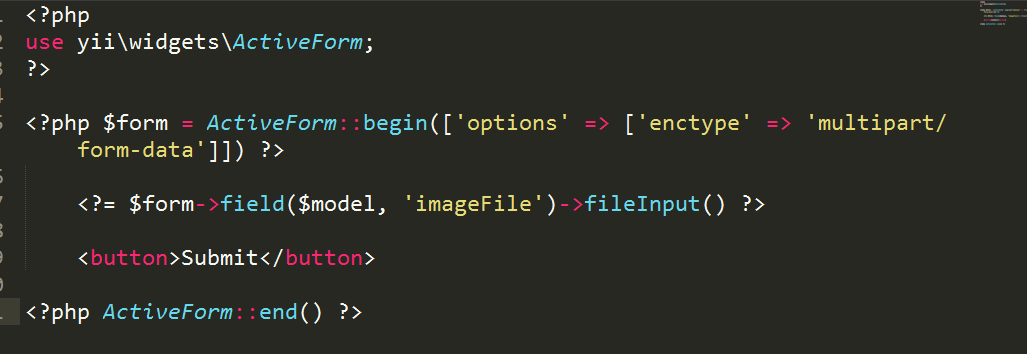 <?php
use yii\widgets\ActiveForm;
?>
<?php $form = ActiveForm::begin(['options' => ['enctype' => 'multipart/
form-data']]) ?>
<?= $form->field($model, 'imageFile')->fileInput() ?>
<button>Submit</button>
<?php ActiveForm::end() ?>